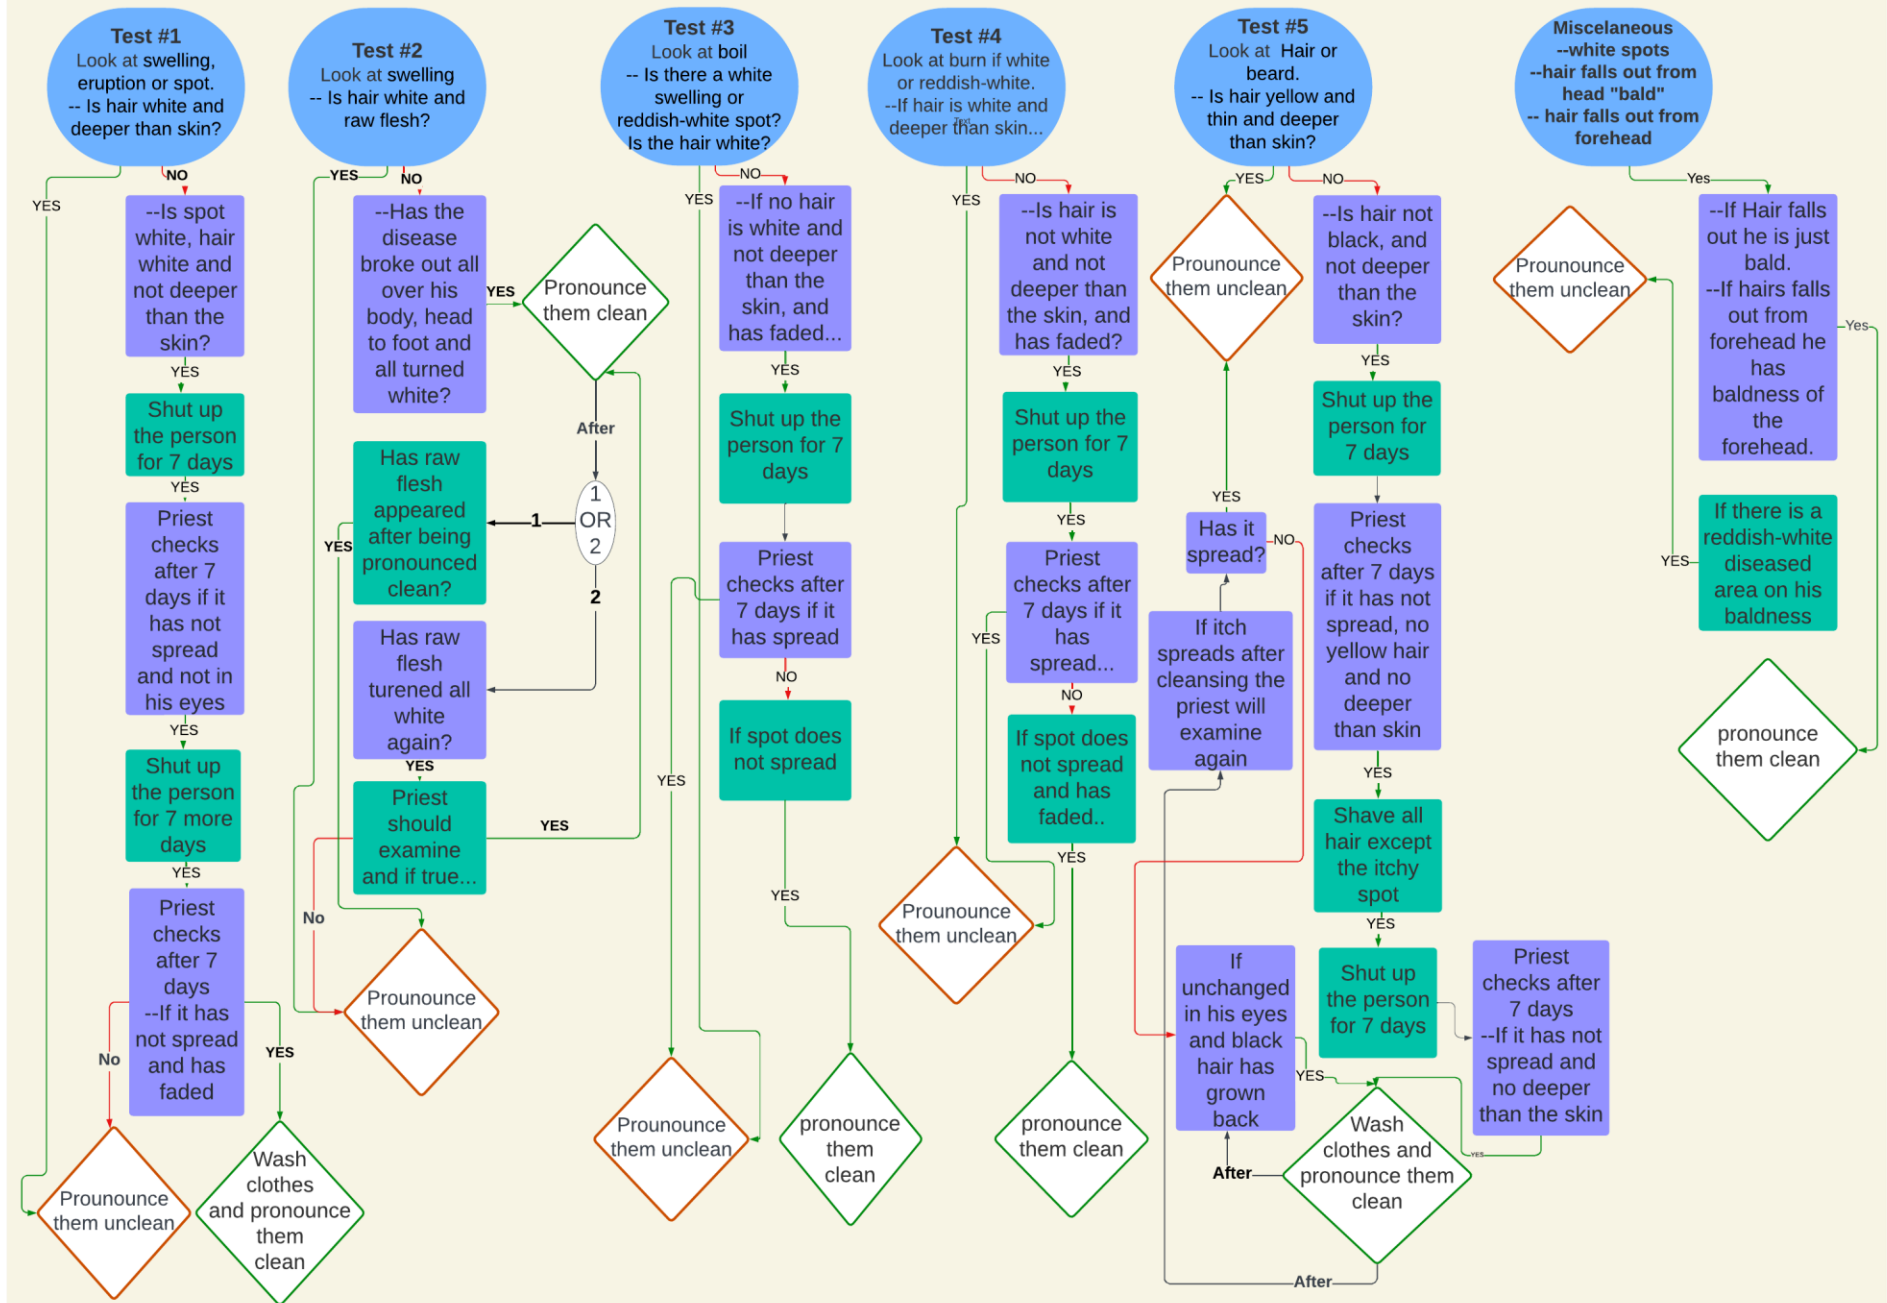 Test #1
Look at swelling,
eruption or spot.
-- Is hair white and
deeper than skin?
YES
NO
--Is spot
white, hair
white and
not deeper
than the
skin?
YES
Shut up
the person
for 7 days
YES
Priest
checks
after 7
days if it
has not
spread
and not in
his eyes
YES
Shut up
the person
for 7 more
days
YES
Priest
checks
after 7
days
--If it has
not spread
and has
faded
No
YES
Prounounce
them unclean
Wash
clothes
and pronounce
them
clean
Test #2
Look at swelling
-- Is hair white and
raw flesh?
YES
NO
--Has the
disease
broke out all
over his
body, head
to foot and
all turned
white?
YES
Pronounce
them clean
After
1
OR
2
1
2
Has raw
flesh
appeared
after being
pronounced
clean?
YES
Has raw
flesh
turened all
white
again?
YES
Priest
should
examine
and if true...
YES
No
Prounounce
them unclean
Test #3
Look at boil
-- Is there a white
swelling or
reddish-white spot?
Is the hair white?
YES
NO
--If no hair
is white and
not deeper
than the
skin, and
has faded...
YES
Shut up the
person for 7
days
Priest
checks after
7 days if it
has spread
YES
NO
If spot does
not spread
YES
Prounounce
them unclean
pronounce
them
clean
Test #4
Look at burn if white
or reddish-white.
--If hair is white and
Text
deeper than skin...
YES
NO
--Is hair is
not white
and not
deeper than
the skin, and
has faded?
YES
Shut up the
person for 7
days
YES
Priest
checks after
7 days if it
has
spread...
YES
NO
If spot does
not spread
and has
faded..
YES
Prounounce
them unclean
pronounce
them clean
Test #5
Look at Hair or
beard.
-- Is hair yellow and
thin and deeper
than skin?
YES
NO
Prounounce
them unclean
--Is hair not
black, and
not deeper
than the
skin?
YES
Shut up the
person for
7 days
Priest
checks
after 7 days
if it has not
spread, no
yellow hair
and no
deeper
than skin
YES
Shave all
hair except
the itchy
spot
YES
Shut up
the person
for 7 days
Priest
checks after
7 days
--If it has not
spread and
no deeper
than the skin
YES
Wash
clothes and
pronounce them
clean
After
After
If itch
spreads after
cleansing the
priest will
examine
again
Has it
spread?
YES
NO
If
unchanged
in his eyes
and black
hair has
grown
back
YES
Miscelaneous
--white spots
--hair falls out from
head "bald"
-- hair falls out from
forehead
Yes
--If Hair falls
out he is just
bald.
--If hairs falls
out from
forehead he
has
baldness of
the
forehead.
Yes
If there is a
reddish-white
diseased
area on his
baldness
YES
Prounounce
them unclean
pronounce
them clean